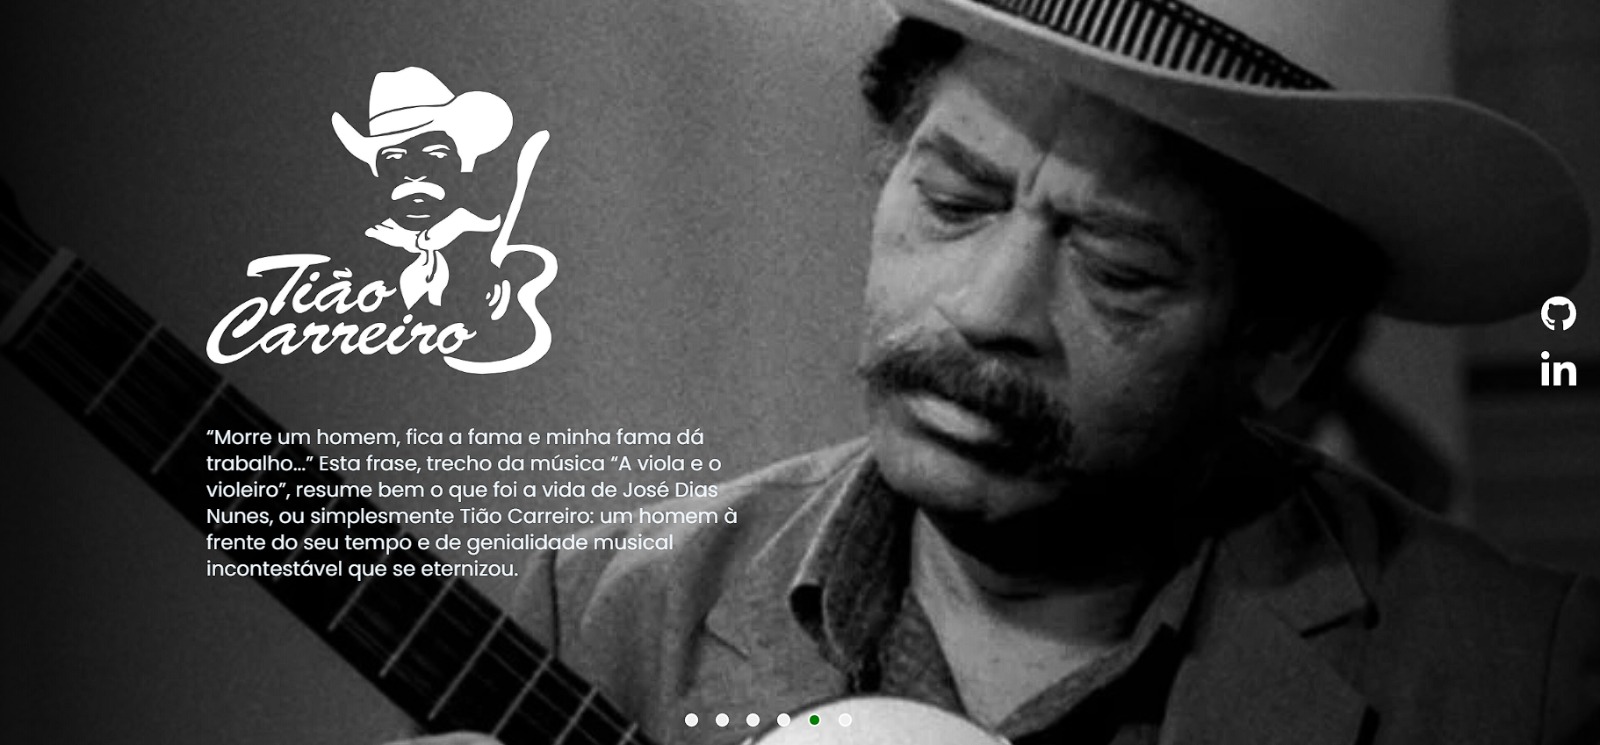 Tião
Carreiro
“Morre um homem, fica a fama e minha fama dá
trabalho...” Esta frase, trecho da música “A viola e o
violeiro”, resume bem o que foi a vida de José Dias
Nunes, ou simplesmente Tião Carreiro: um homem à
frente do seu tempo e de genialidade musical
incontestável que se eternizou.
in